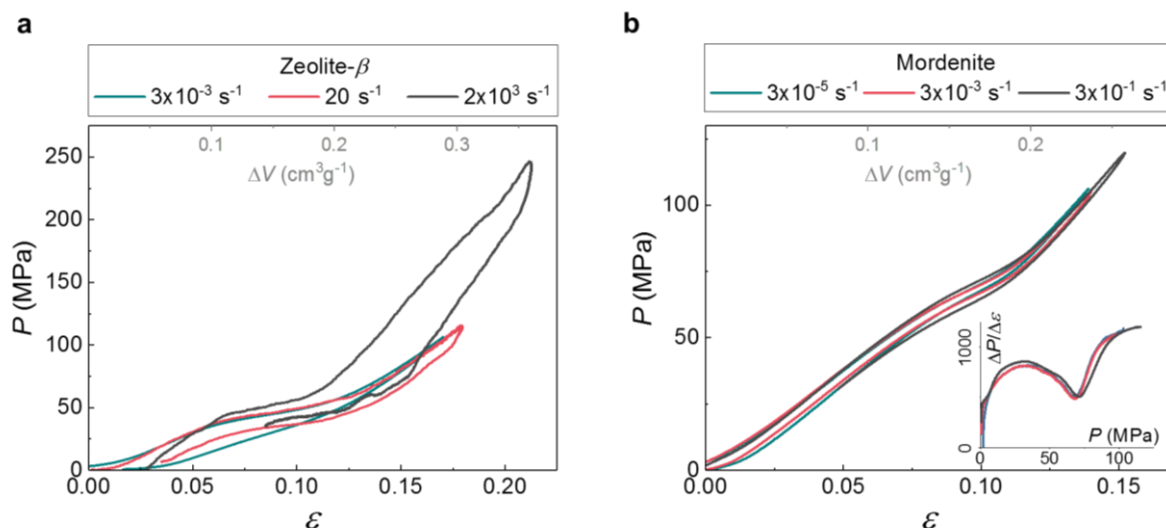 a
Zeolite-β
3x10⁻³ s⁻¹ 20 s⁻¹ 2x10³ s⁻¹
0.1 0.2 0.3
ΔV (cm³g⁻¹)
250
200
150
100
50
0
P (MPa)
0.00 0.05 0.10 0.15 0.20
ε
b
Mordenite
3x10⁻⁵ s⁻¹ 3x10⁻³ s⁻¹ 3x10⁻¹ s⁻¹
0.1 0.2
ΔV (cm³g⁻¹)
100
50
0
P (MPa)
0.00 0.05 0.10 0.15
ε
1000
0
ΔP/Δε
P (MPa)
0 50 100